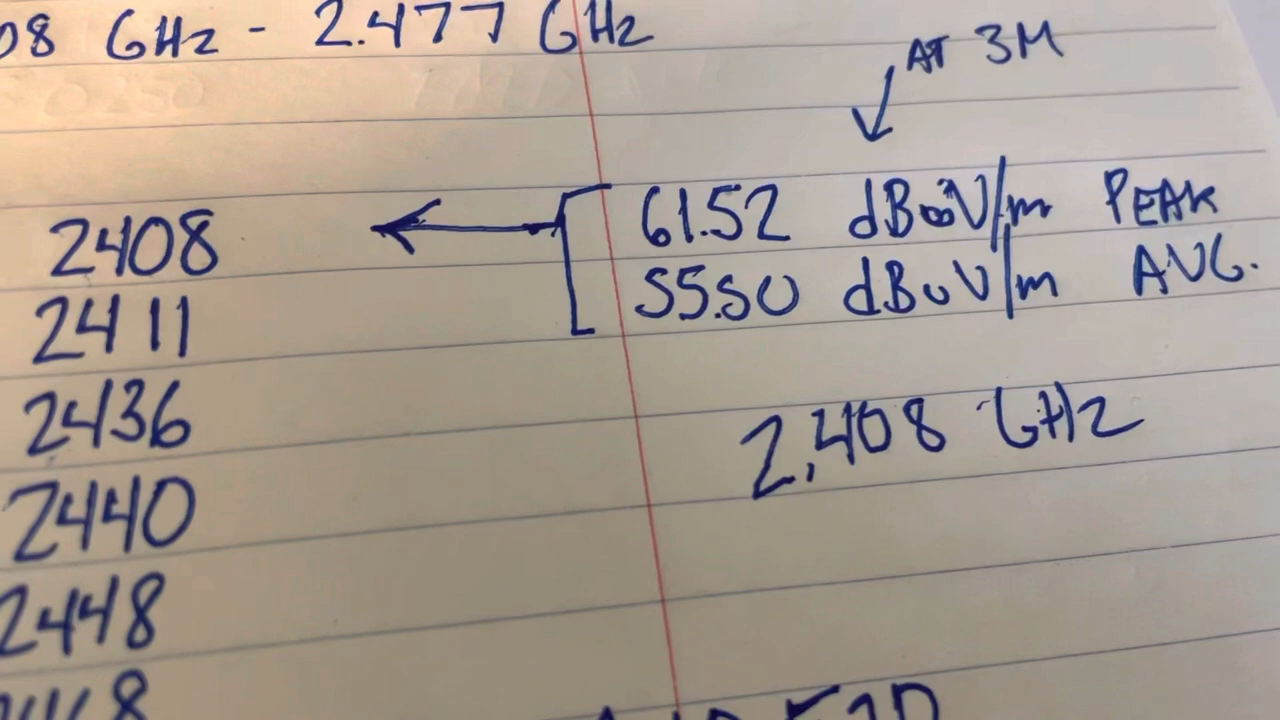 08 GHz - 2.477 GHz
AT 3M
2408
61.52 dBuV/m PEAK
55.50 dBuV/m AVG.
2411
2436
2.408 GHz
2440
2448